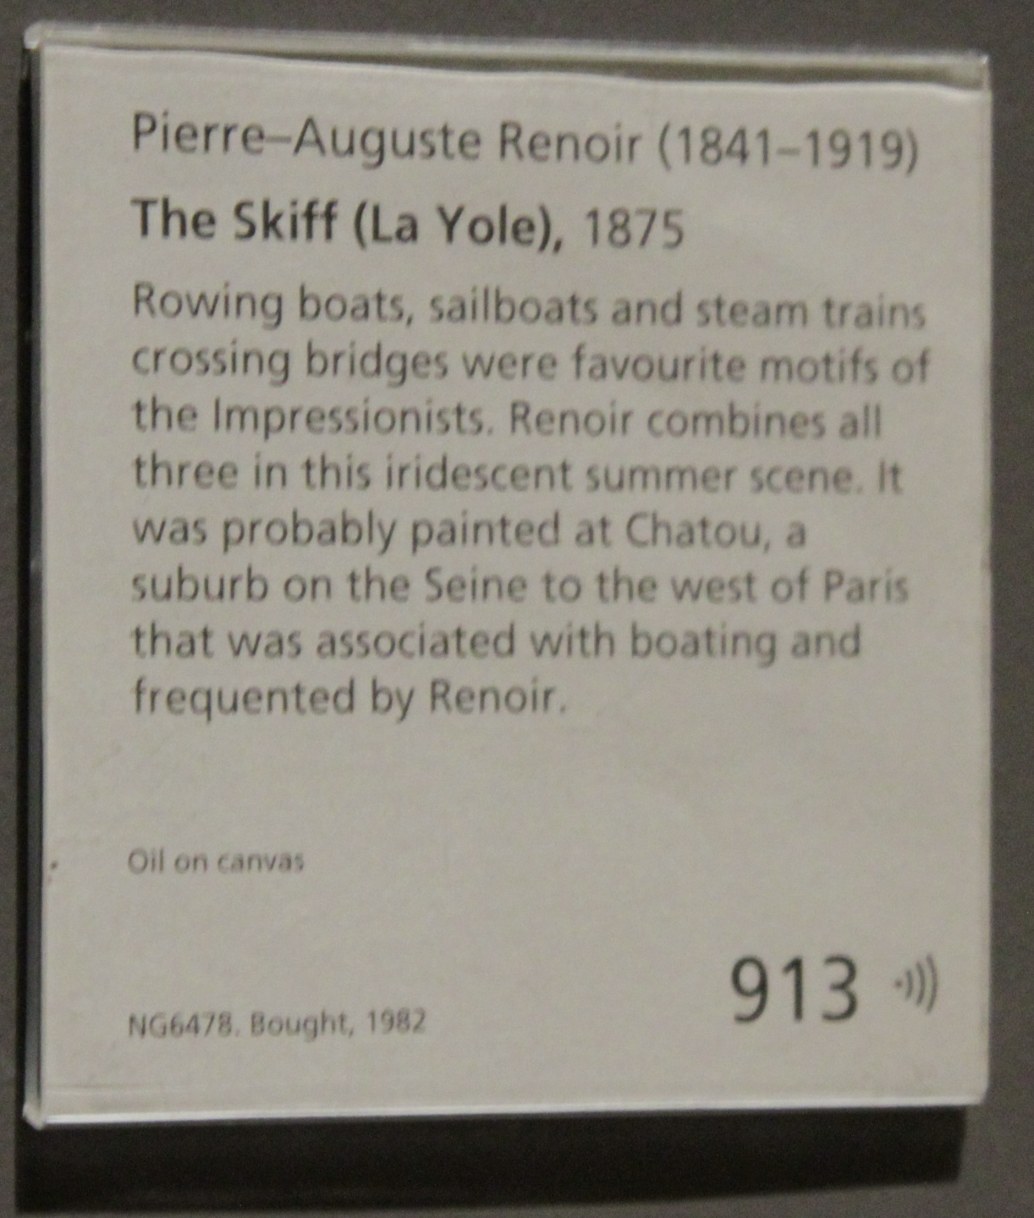 Pierre–Auguste Renoir (1841–1919)
The Skiff (La Yole), 1875
Rowing boats, sailboats and steam trains
crossing bridges were favourite motifs of
the Impressionists. Renoir combines all
three in this iridescent summer scene. It
was probably painted at Chatou, a
suburb on the Seine to the west of Paris
that was associated with boating and
frequented by Renoir.
Oil on canvas
913
NG6478. Bought, 1982